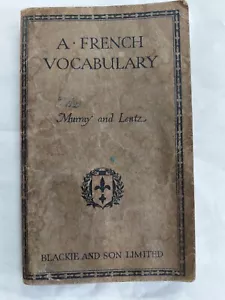 A · FRENCH
VOCABULARY
Murray and Lentz
BLACKIE AND SON LIMITED